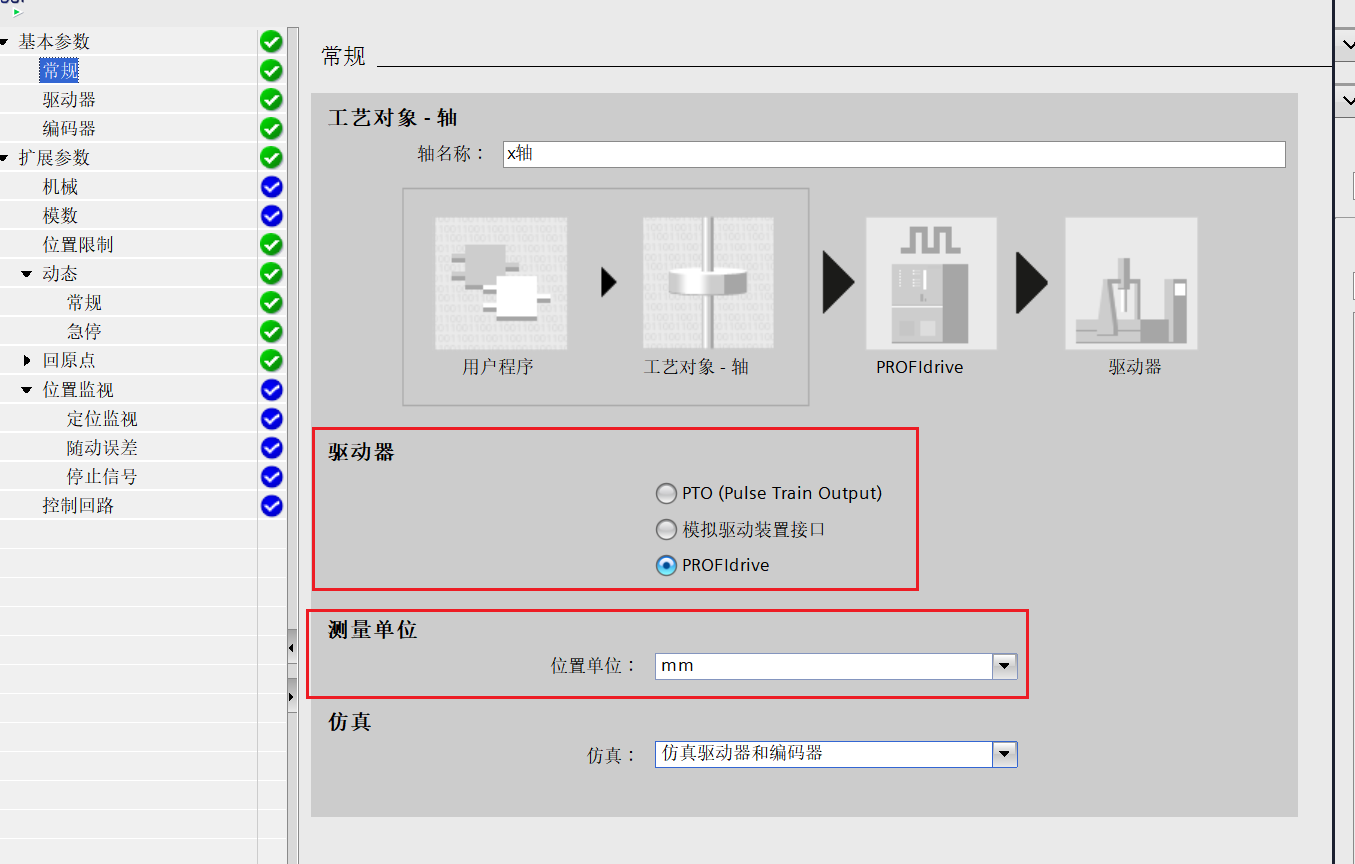 基本参数
常规
驱动器
编码器
扩展参数
机械
模数
位置限制
动态
常规
急停
回原点
位置监视
定位监视
随动误差
停止信号
控制回路
常规
工艺对象 - 轴
轴名称： x轴
用户程序 工艺对象 - 轴 PROFIdrive 驱动器
驱动器
PTO (Pulse Train Output)
模拟驱动装置接口
PROFIdrive
测量单位
位置单位： mm
仿真
仿真： 仿真驱动器和编码器